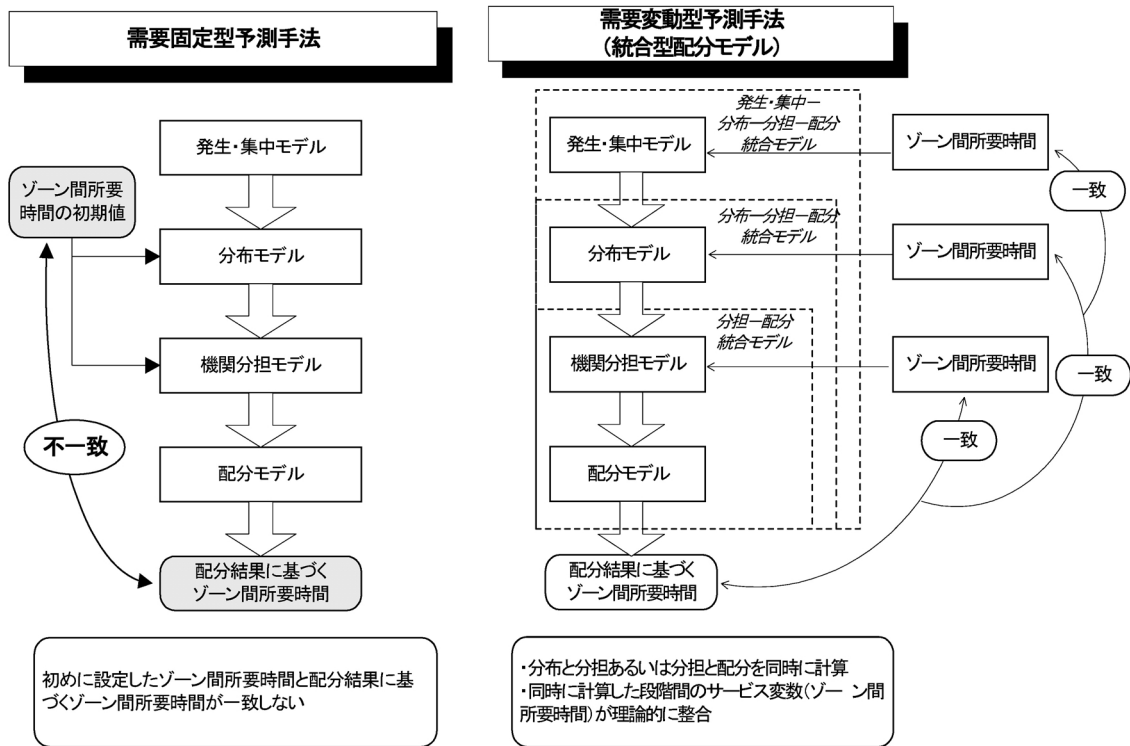 需要固定型予測手法
発生・集中モデル
ゾーン間所要
時間の初期値
分布モデル
機関分担モデル
不一致
配分モデル
配分結果に基づく
ゾーン間所要時間
初めに設定したゾーン間所要時間と配分結果に基
づくゾーン間所要時間が一致しない
需要変動型予測手法
（統合型配分モデル）
発生・集中ー
分布ー分担ー配分
統合モデル
発生・集中モデル
ゾーン間所要時間
一致
分布ー分担ー配分
統合モデル
分布モデル
ゾーン間所要時間
分担ー配分
統合モデル
機関分担モデル
ゾーン間所要時間
一致
一致
配分モデル
配分結果に基づく
ゾーン間所要時間
・分布と分担あるいは分担と配分を同時に計算
・同時に計算した段階間のサービス変数（ゾー ン間
所要時間）が理論的に整合